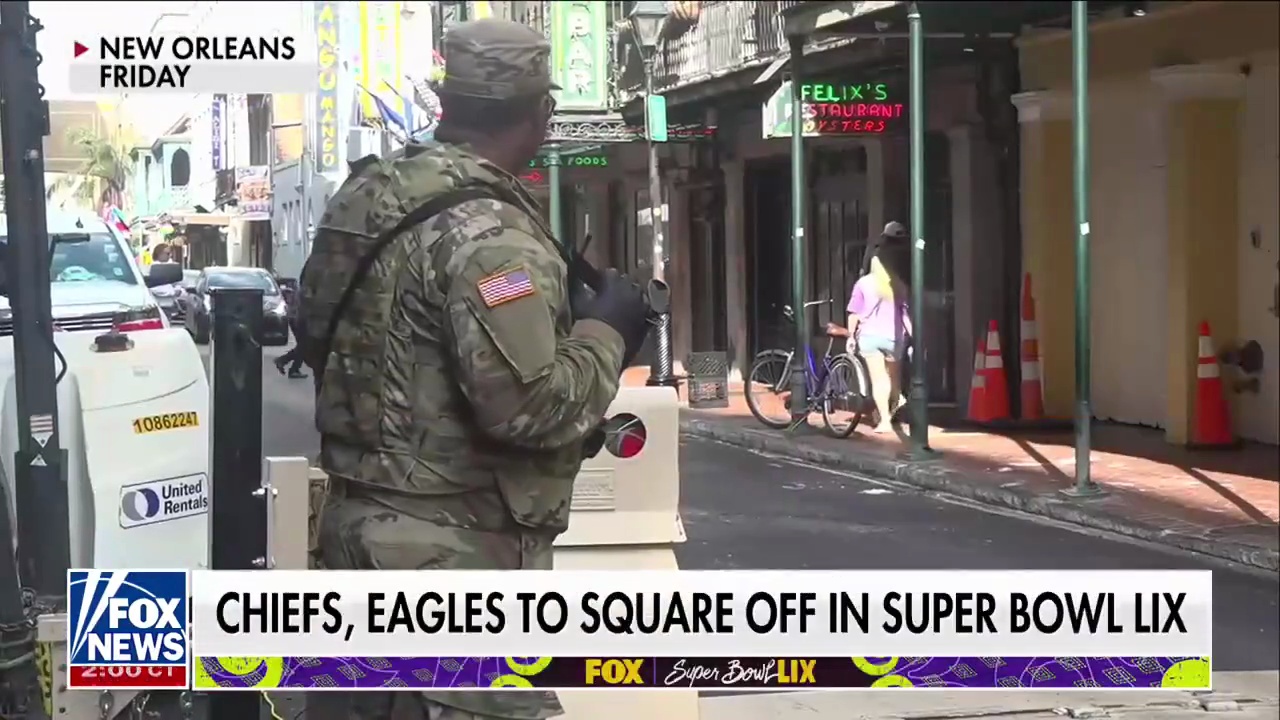 NEW ORLEANS
FRIDAY
BAR
MANGO MANGO
FELIX'S
RESTAURANT
OYSTERS
SEA FOODS
10862247
United
Rentals
CHIEFS, EAGLES TO SQUARE OFF IN SUPER BOWL LIX
FOX
NEWS
2:00 CT
FOX Super Bowl LIX